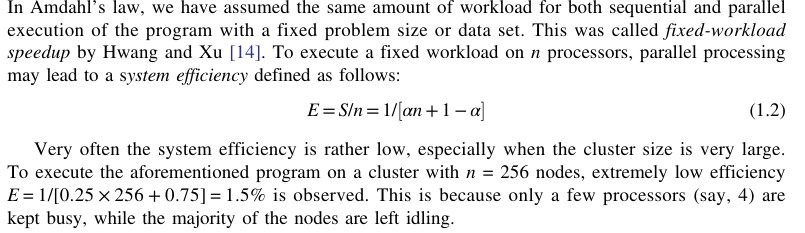 In Amdahl's law, we have assumed the same amount of workload for both sequential and parallel
execution of the program with a fixed problem size or data set. This was called fixed-workload
speedup by Hwang and Xu [14]. To execute a fixed workload on n processors, parallel processing
may lead to a system efficiency defined as follows:
E = S/n = 1/[αn + 1 − α] (1.2)
Very often the system efficiency is rather low, especially when the cluster size is very large.
To execute the aforementioned program on a cluster with n = 256 nodes, extremely low efficiency
E = 1/[0.25 × 256 + 0.75] = 1.5% is observed. This is because only a few processors (say, 4) are
kept busy, while the majority of the nodes are left idling.